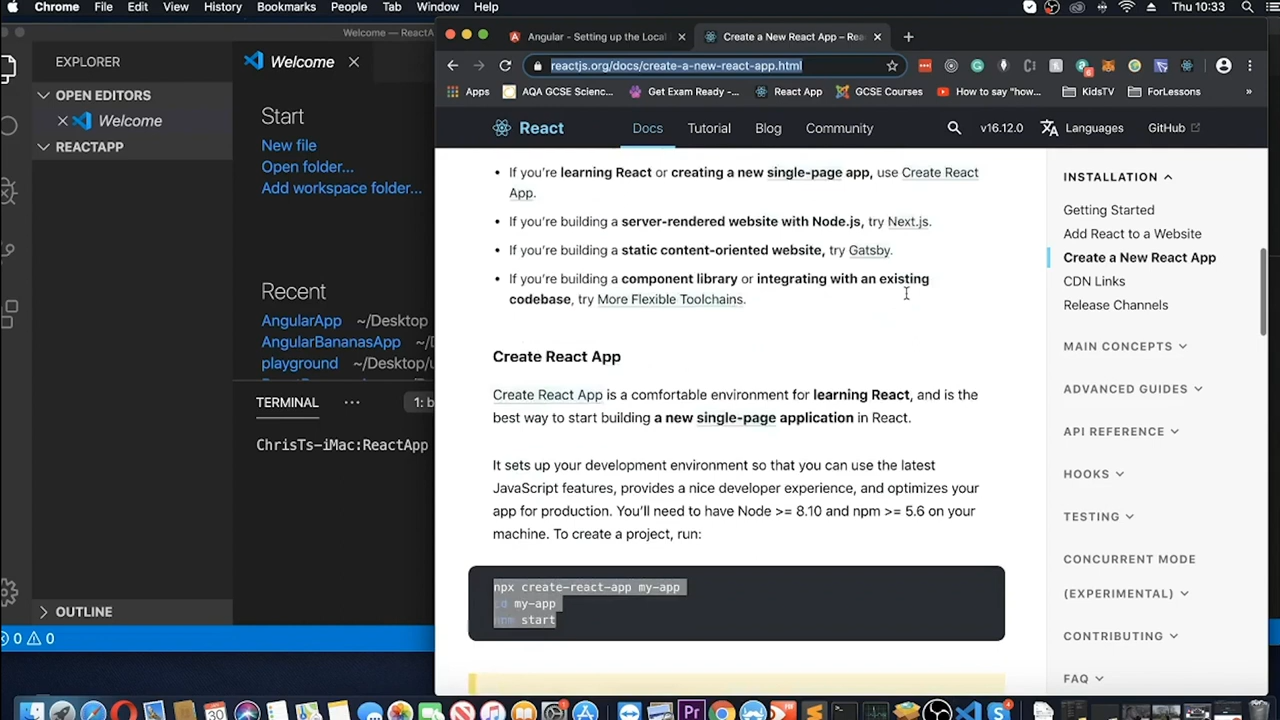 Chrome File Edit View History Bookmarks People Tab Window Help Thu 10:33
Welcome — ReactA
EXPLORER
OPEN EDITORS
Welcome
REACTAPP
OUTLINE
0 0
Welcome
Start
New file
Open folder...
Add workspace folder...
Recent
AngularApp ~/Desktop
AngularBananasApp ~/D
playground ~/Desktop/u
TERMINAL ... 1: b
ChrisTs-iMac:ReactApp
Angular - Setting up the Local
Create a New React App – Rea
reactjs.org/docs/create-a-new-react-app.html
Apps AQA GCSE Scienc... Get Exam Ready -... React App GCSE Courses How to say "how... KidsTV ForLessons »
React Docs Tutorial Blog Community v16.12.0 Languages GitHub
• If you're learning React or creating a new single-page app, use Create React
App.
• If you're building a server-rendered website with Node.js, try Next.js.
• If you're building a static content-oriented website, try Gatsby.
• If you're building a component library or integrating with an existing
codebase, try More Flexible Toolchains.
Create React App
Create React App is a comfortable environment for learning React, and is the
best way to start building a new single-page application in React.
It sets up your development environment so that you can use the latest
JavaScript features, provides a nice developer experience, and optimizes your
app for production. You'll need to have Node >= 8.10 and npm >= 5.6 on your
machine. To create a project, run:
npx create-react-app my-app
cd my-app
npm start
INSTALLATION
Getting Started
Add React to a Website
Create a New React App
CDN Links
Release Channels
MAIN CONCEPTS
ADVANCED GUIDES
API REFERENCE
HOOKS
TESTING
CONCURRENT MODE
(EXPERIMENTAL)
CONTRIBUTING
FAQ
30
Pr